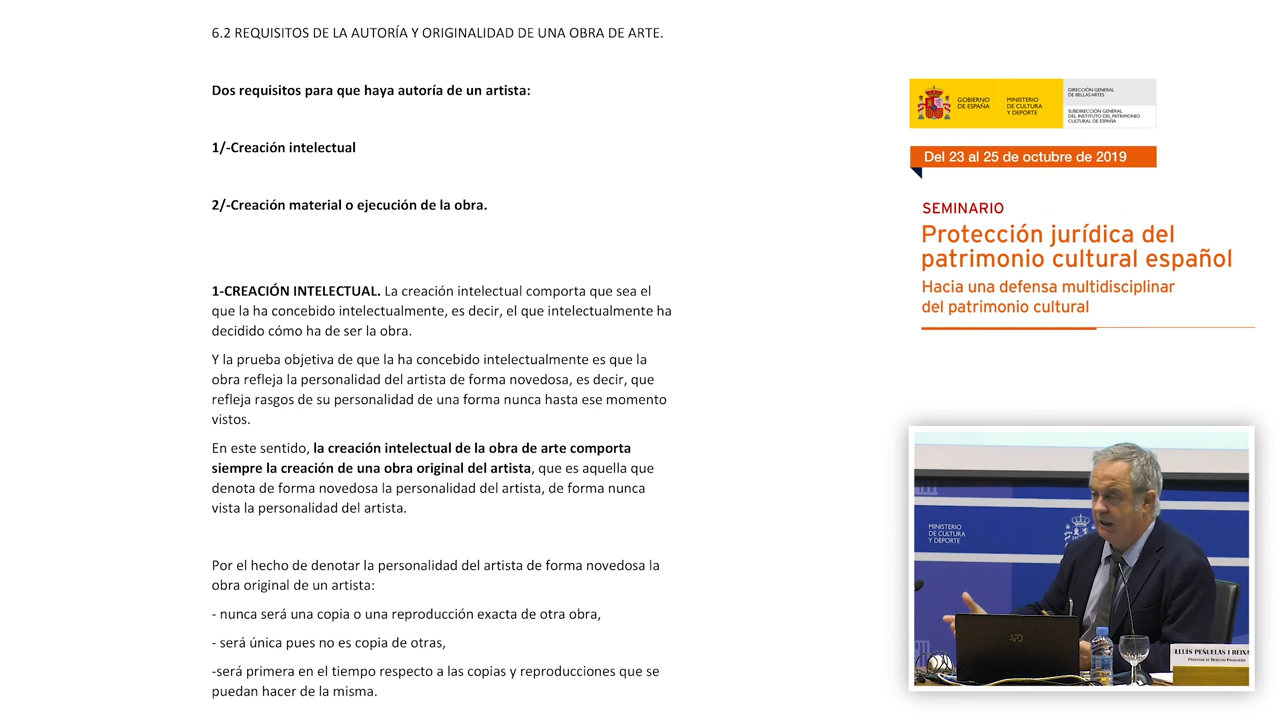 6.2 REQUISITOS DE LA AUTORÍA Y ORIGINALIDAD DE UNA OBRA DE ARTE.
Dos requisitos para que haya autoría de un artista:
1/-Creación intelectual
2/-Creación material o ejecución de la obra.
1-CREACIÓN INTELECTUAL. La creación intelectual comporta que sea el
que la ha concebido intelectualmente, es decir, el que intelectualmente ha
decidido cómo ha de ser la obra.
Y la prueba objetiva de que la ha concebido intelectualmente es que la
obra refleja la personalidad del artista de forma novedosa, es decir, que
refleja rasgos de su personalidad de una forma nunca hasta ese momento
vistos.
En este sentido, la creación intelectual de la obra de arte comporta
siempre la creación de una obra original del artista, que es aquella que
denota de forma novedosa la personalidad del artista, de forma nunca
vista la personalidad del artista.
Por el hecho de denotar la personalidad del artista de forma novedosa la
obra original de un artista:
- nunca será una copia o una reproducción exacta de otra obra,
- será única pues no es copia de otras,
-será primera en el tiempo respecto a las copias y reproducciones que se
puedan hacer de la misma.
GOBIERNO
DE ESPAÑA
MINISTERIO
DE CULTURA
Y DEPORTE
DIRECCIÓN GENERAL
DE BELLAS ARTES
SUBDIRECCIÓN GENERAL
DEL INSTITUTO DEL PATRIMONIO
CULTURAL DE ESPAÑA
Del 23 al 25 de octubre de 2019
SEMINARIO
Protección jurídica del
patrimonio cultural español
Hacia una defensa multidisciplinar
del patrimonio cultural
MINISTERIO
DE CULTURA
Y DEPORTE
LLUÍS PEÑUELAS I REIXA